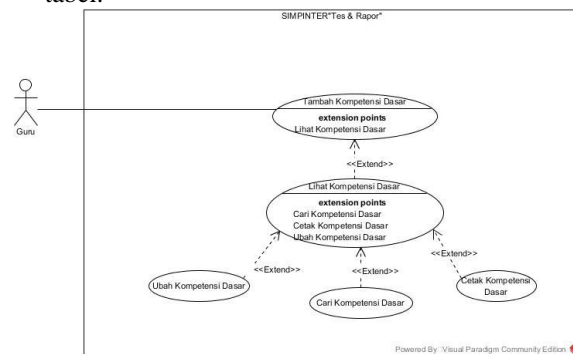 tabel.
SIMPINTER"Tes & Rapor"
Guru
Tambah Kompetensi Dasar
extension points
Lihat Kompetensi Dasar
<<Extend>>
Lihat Kompetensi Dasar
extension points
Cari Kompetensi Dasar
Cetak Kompetensi Dasar
Ubah Kompetensi Dasar
<<Extend>>
<<Extend>>
<<Extend>>
Ubah Kompetensi Dasar
Cari Kompetensi Dasar
Cetak Kompetensi
Dasar
Powered By Visual Paradigm Community Edition